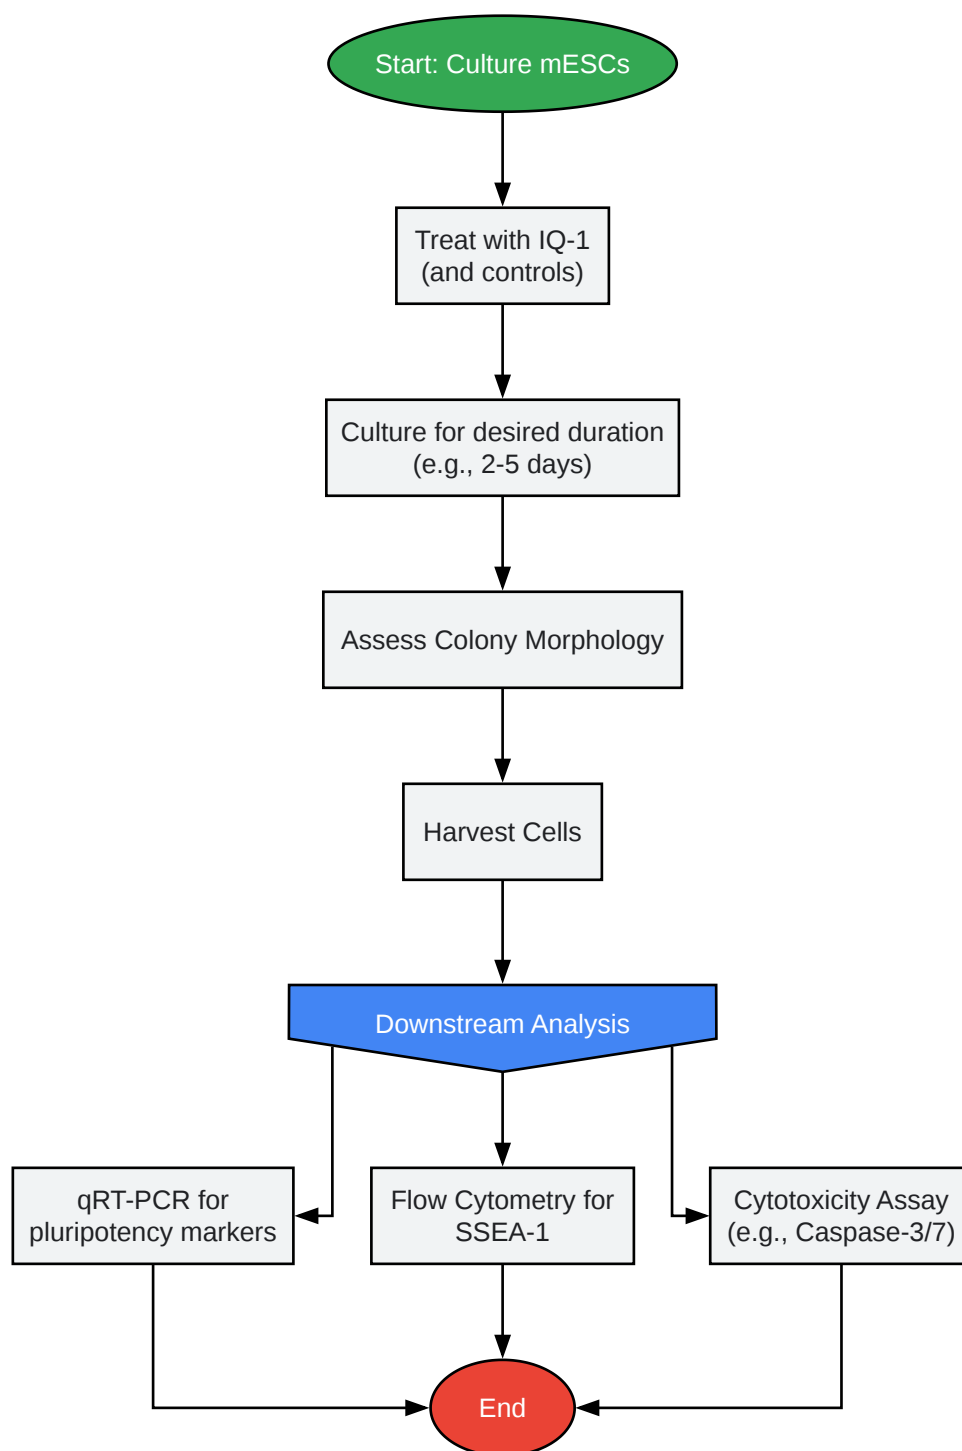 Start: Culture mESCs
Treat with IQ-1
(and controls)
Culture for desired duration
(e.g., 2-5 days)
Assess Colony Morphology
Harvest Cells
Downstream Analysis
qRT-PCR for
pluripotency markers
Flow Cytometry for
SSEA-1
Cytotoxicity Assay
(e.g., Caspase-3/7)
End